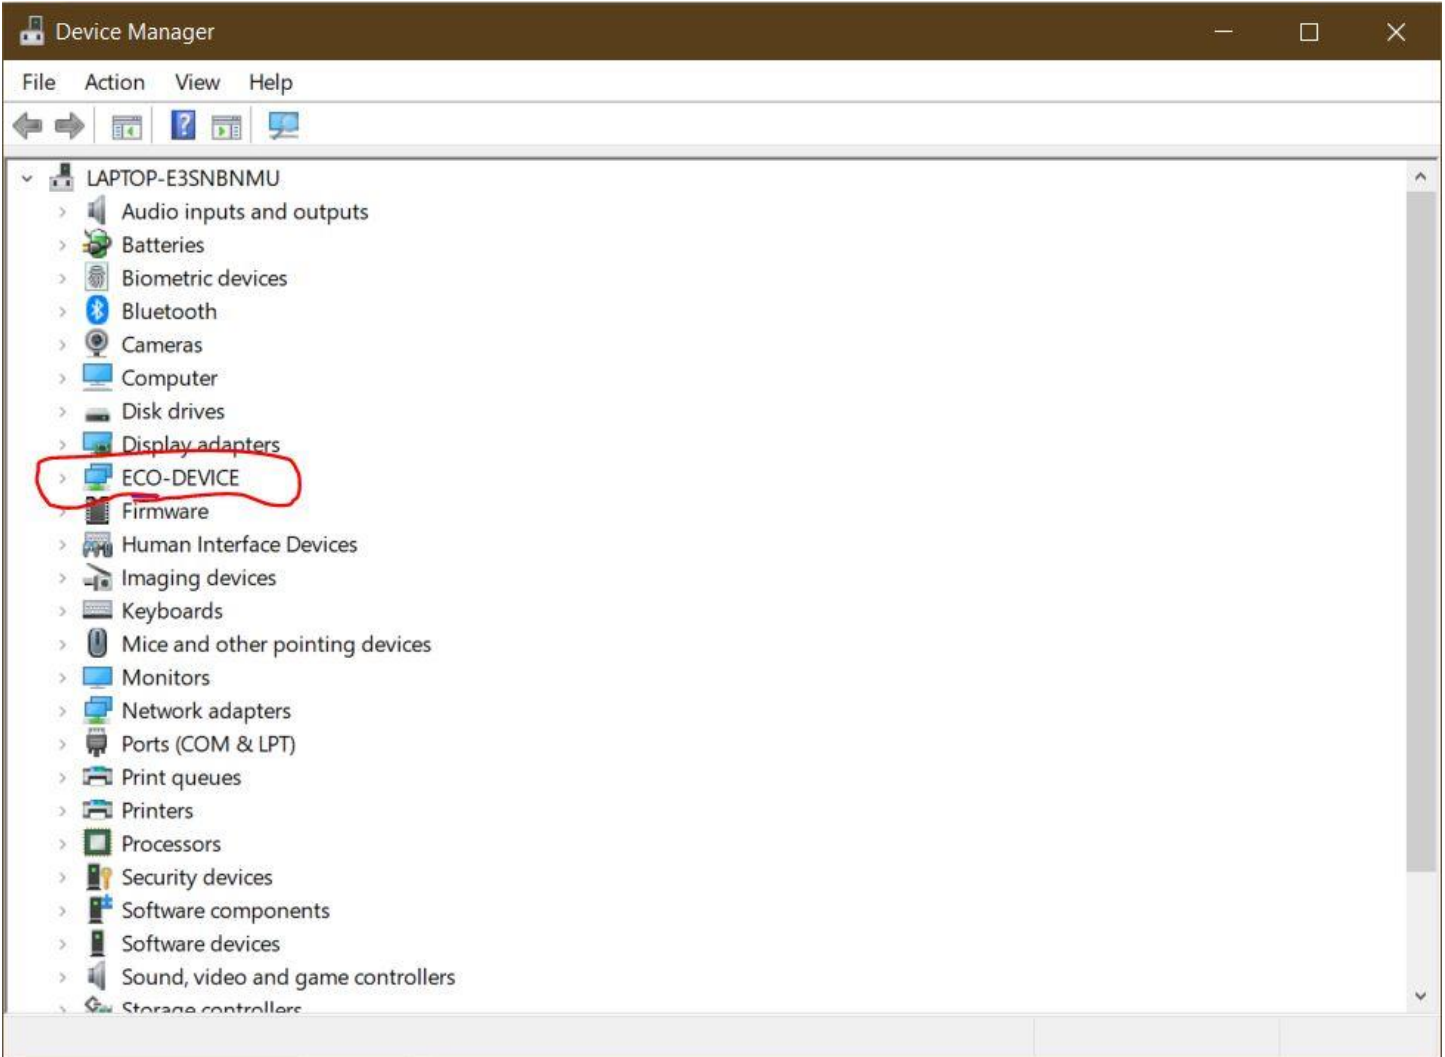 Device Manager
File Action View Help
LAPTOP-E3SNBNMU
Audio inputs and outputs
Batteries
Biometric devices
Bluetooth
Cameras
Computer
Disk drives
Display adapters
ECO-DEVICE
Firmware
Human Interface Devices
Imaging devices
Keyboards
Mice and other pointing devices
Monitors
Network adapters
Ports (COM & LPT)
Print queues
Printers
Processors
Security devices
Software components
Software devices
Sound, video and game controllers
Storage controllers